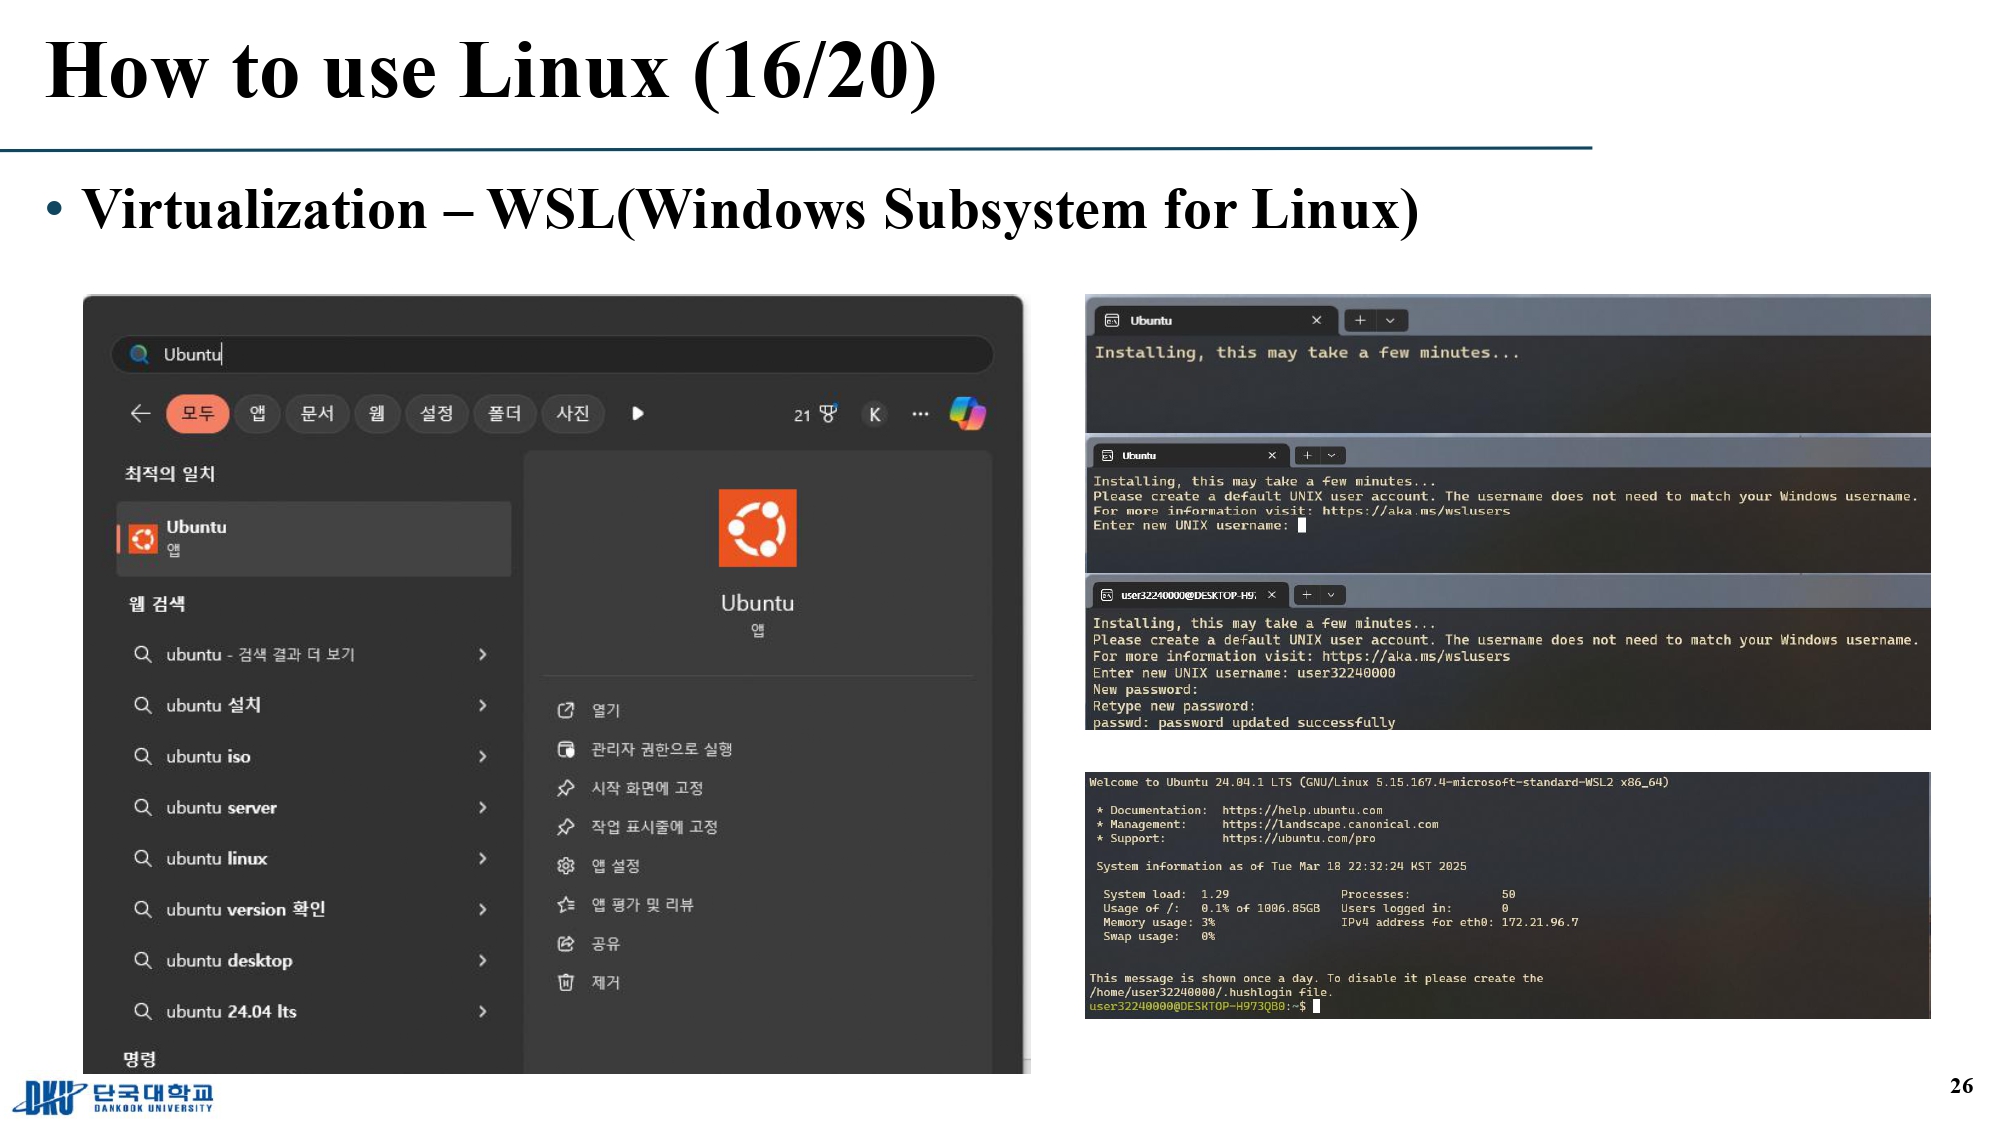 How to use Linux (16/20)
• Virtualization – WSL(Windows Subsystem for Linux)
Ubuntu
모두 앱 문서 웹 설정 폴더 사진 21 K
최적의 일치
Ubuntu
앱
웹 검색
ubuntu - 검색 결과 더 보기
ubuntu 설치
ubuntu iso
ubuntu server
ubuntu linux
ubuntu version 확인
ubuntu desktop
ubuntu 24.04 lts
명령
Ubuntu
앱
열기
관리자 권한으로 실행
시작 화면에 고정
작업 표시줄에 고정
앱 설정
앱 평가 및 리뷰
공유
제거
Ubuntu
Installing, this may take a few minutes...
Ubuntu
Installing, this may take a few minutes...
Please create a default UNIX user account. The username does not need to match your Windows username.
For more information visit: https://aka.ms/wslusers
Enter new UNIX username:
user32240000@DESKTOP-H97
Installing, this may take a few minutes...
Please create a default UNIX user account. The username does not need to match your Windows username.
For more information visit: https://aka.ms/wslusers
Enter new UNIX username: user32240000
New password:
Retype new password:
passwd: password updated successfully
Welcome to Ubuntu 24.04.1 LTS (GNU/Linux 5.15.167.4-microsoft-standard-WSL2 x86_64)
* Documentation: https://help.ubuntu.com
* Management: https://landscape.canonical.com
* Support: https://ubuntu.com/pro
System information as of Tue Mar 18 22:32:24 KST 2025
System load: 1.29 Processes: 50
Usage of /: 0.1% of 1006.85GB Users logged in: 0
Memory usage: 3% IPv4 address for eth0: 172.21.96.7
Swap usage: 0%
This message is shown once a day. To disable it please create the
/home/user32240000/.hushlogin file.
user32240000@DESKTOP-H973QB0:~$
DKU 단국대학교
DANKOOK UNIVERSITY
26